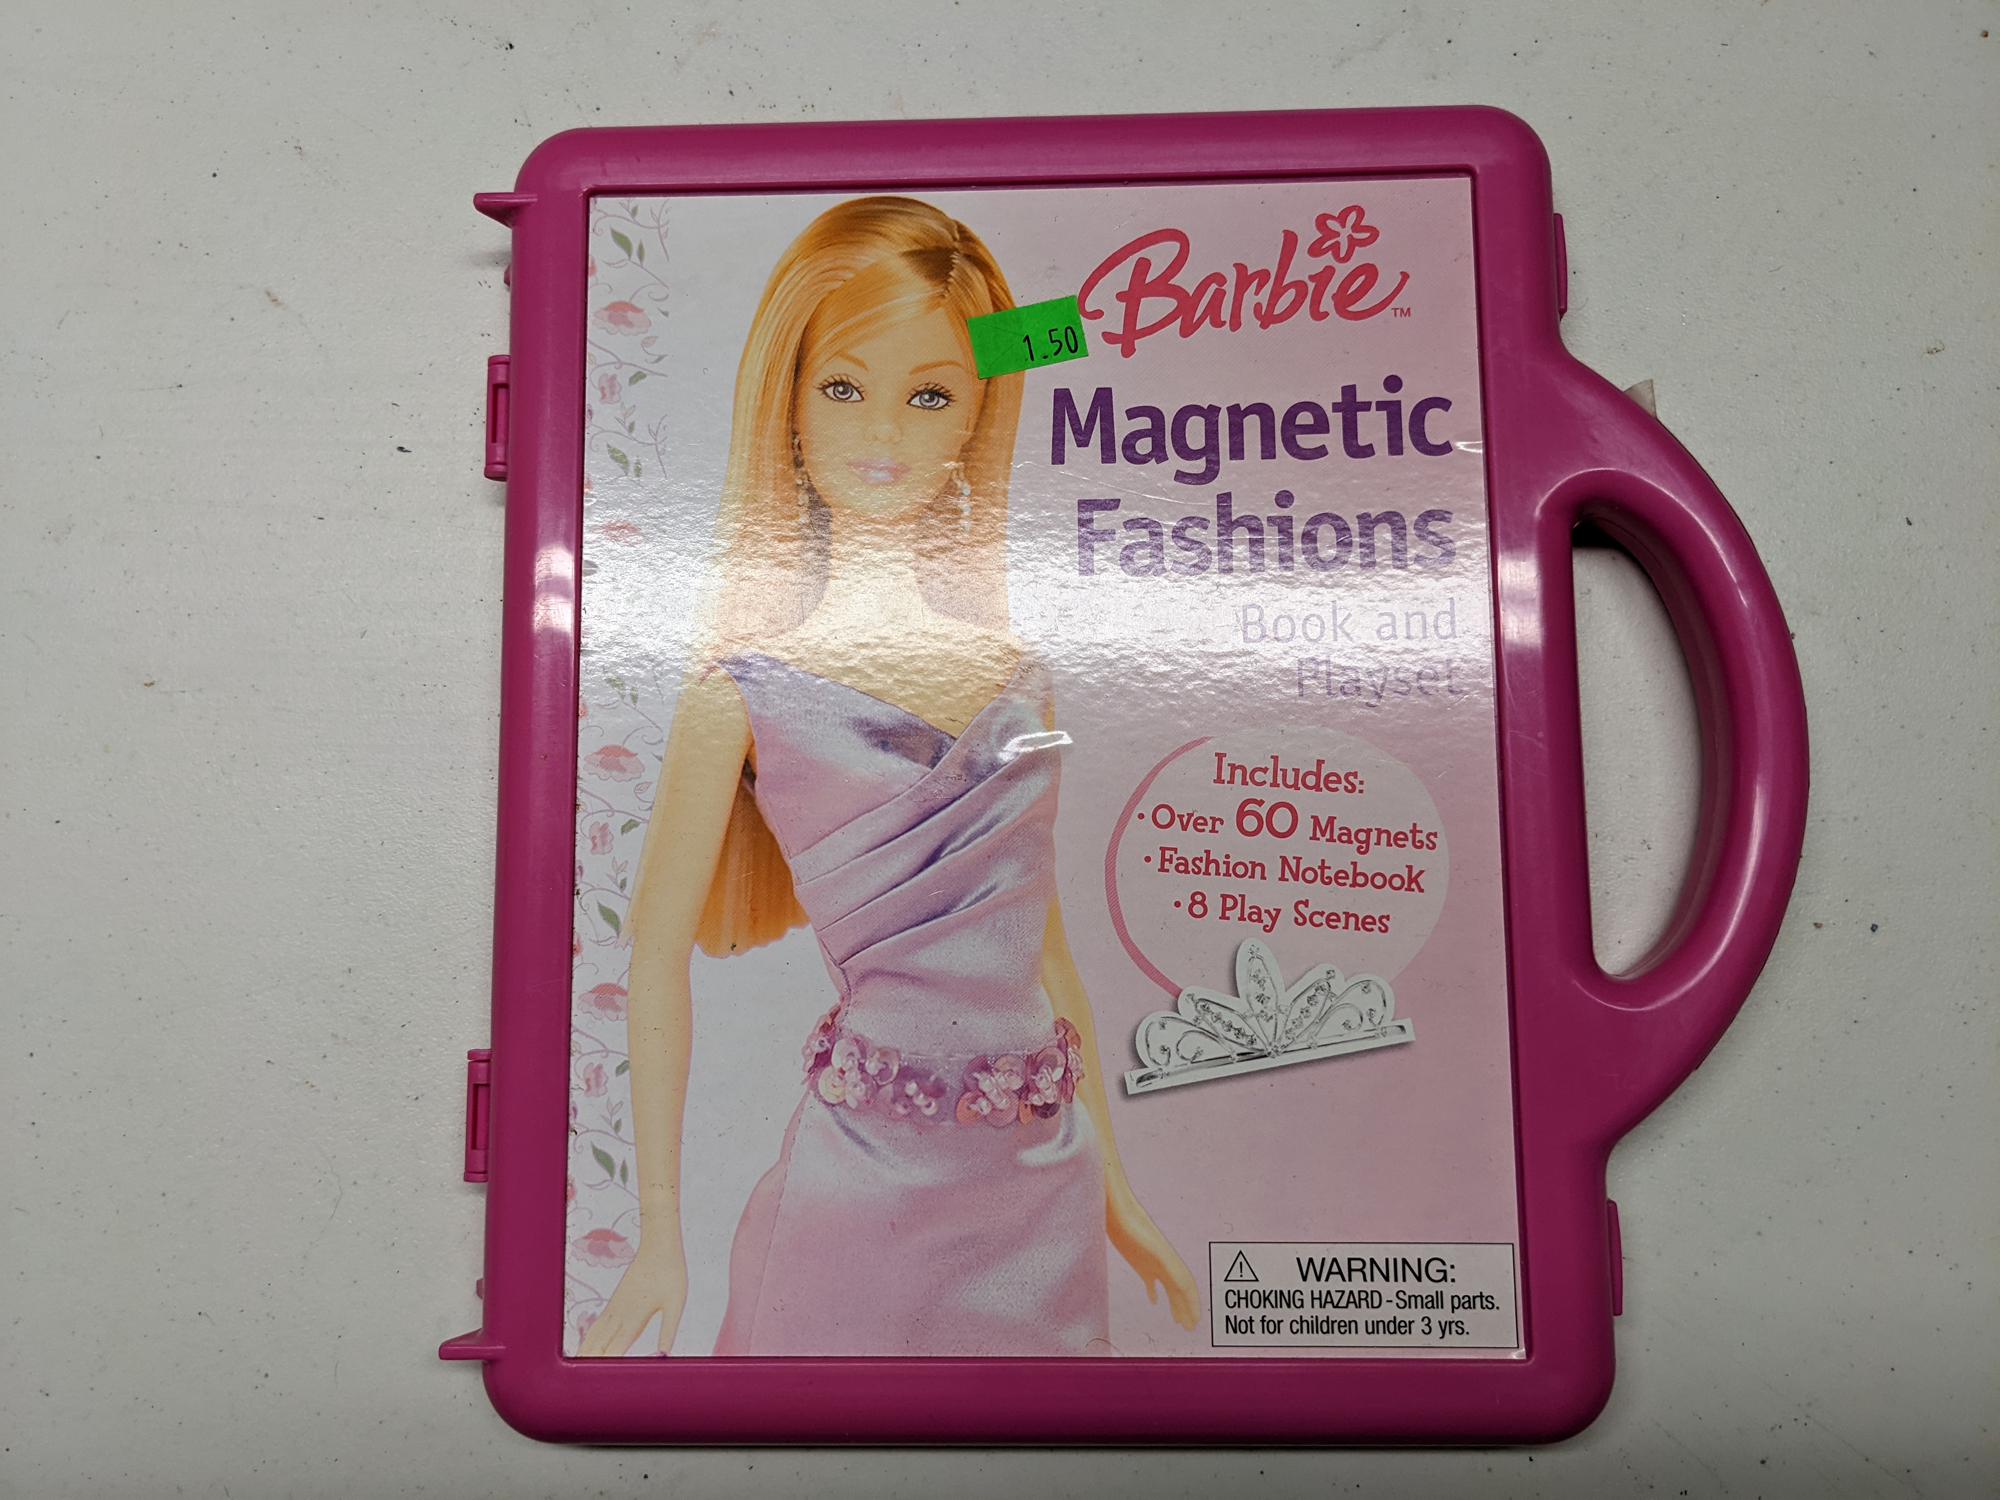 Barbie™
1.50
Magnetic
Fashions
Book and
Playset
Includes:
• Over 60 Magnets
• Fashion Notebook
• 8 Play Scenes
WARNING:
CHOKING HAZARD - Small parts.
Not for children under 3 yrs.